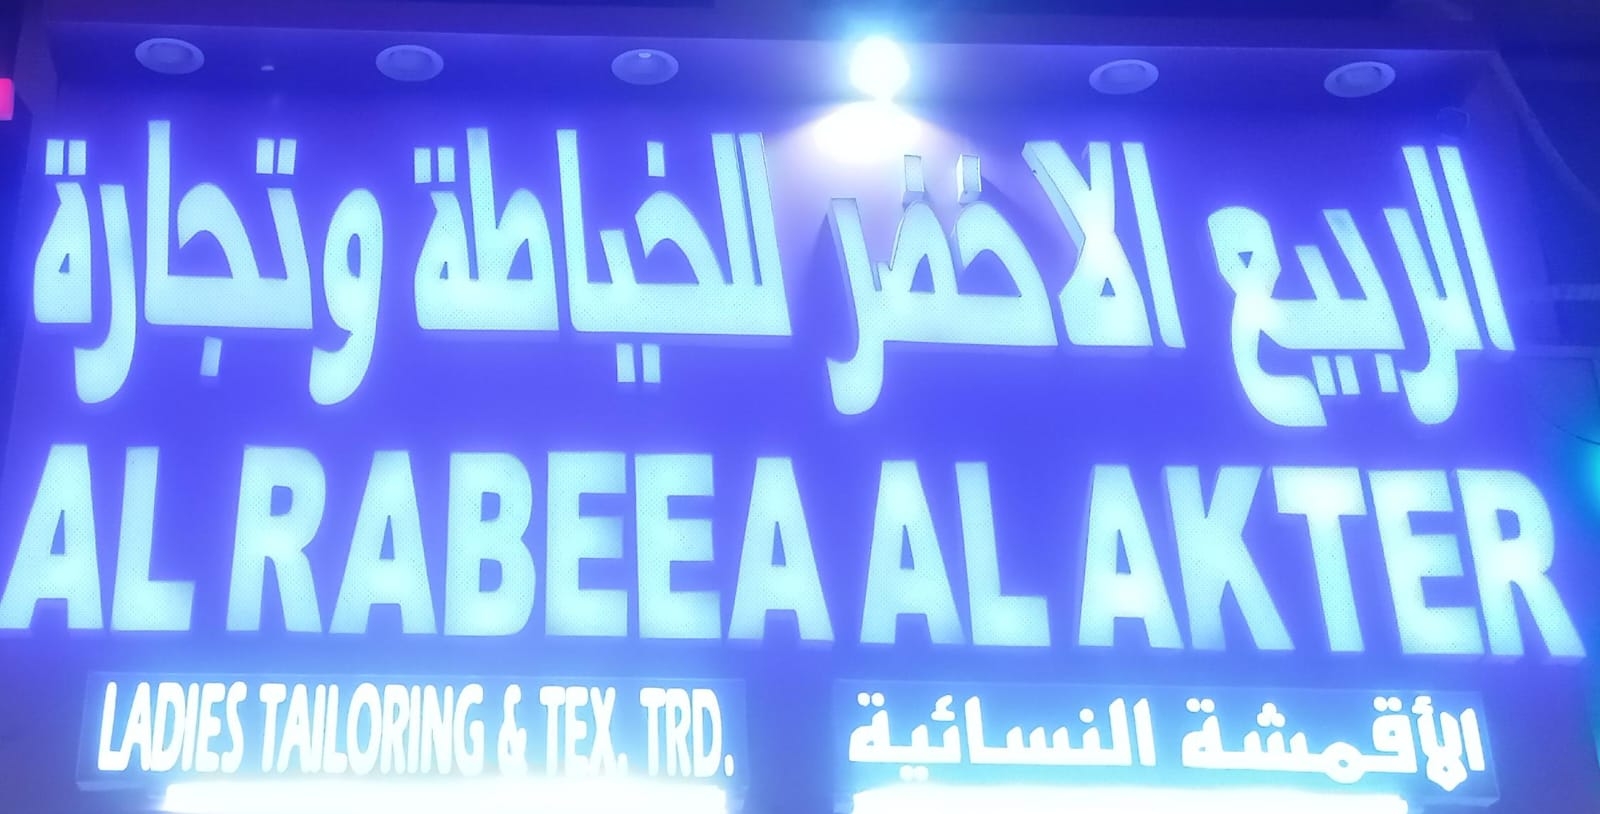 الربيع الاخضر للخياطة وتجارة
AL RABEEA AL AKTER
LADIES TAILORING & TEX. TRD.
الأقمشة النسائية